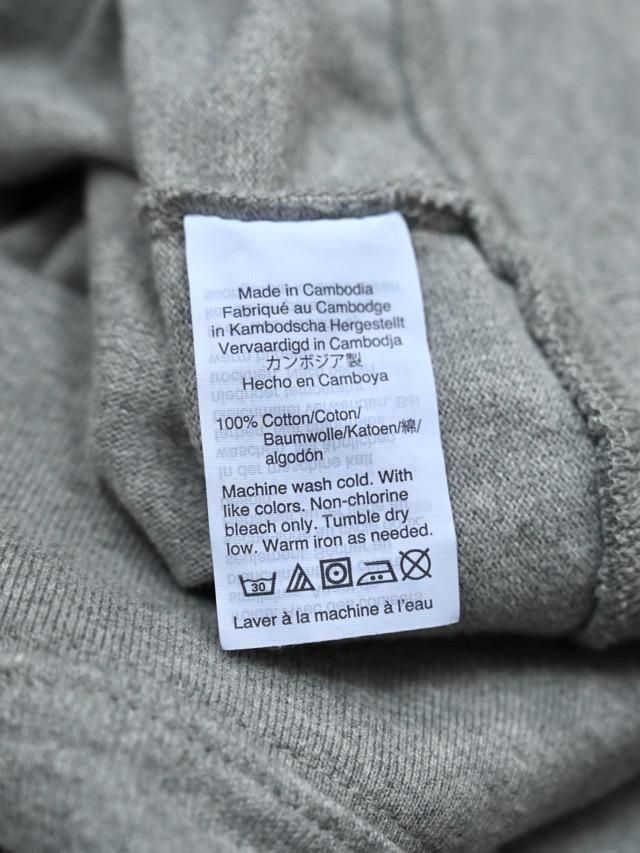 Made in Cambodia
Fabriqué au Cambodge
in Kambodscha Hergestellt
Vervaardigd in Cambodja
カンボジア製
Hecho en Camboya
100% Cotton/Coton/
Baumwolle/Katoen/綿/
algodón
Machine wash cold. With
like colors. Non-chlorine
bleach only. Tumble dry
low. Warm iron as needed.
30
Laver à la machine à l'eau